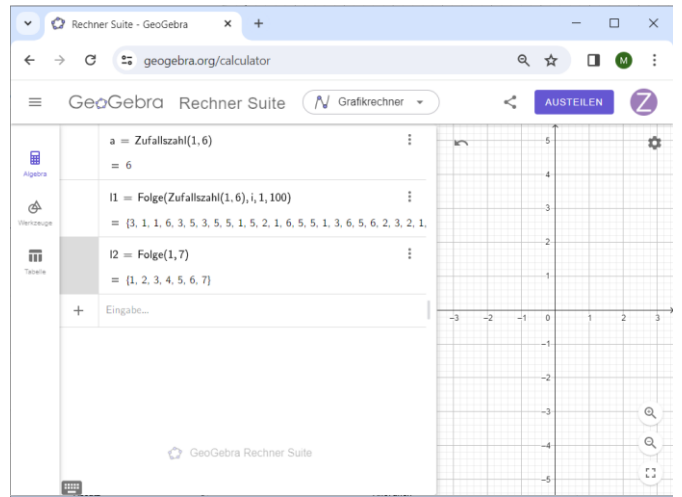 Rechner Suite - GeoGebra
geogebra.org/calculator
M
GeoGebra Rechner Suite
Grafikrechner
AUSTEILEN
Z
Algebra
Werkzeuge
Tabelle
a = Zufallszahl(1, 6)
= 6
l1 = Folge(Zufallszahl(1, 6), i, 1, 100)
= {3, 1, 1, 6, 3, 5, 3, 5, 5, 1, 5, 2, 1, 6, 5, 5, 1, 3, 6, 5, 6, 2, 3, 2, 1,
l2 = Folge(1, 7)
= {1, 2, 3, 4, 5, 6, 7}
+ Eingabe...
GeoGebra Rechner Suite
5
4
3
2
1
-3 -2 -1 0 1 2 3
-1
-2
-3
-4
-5